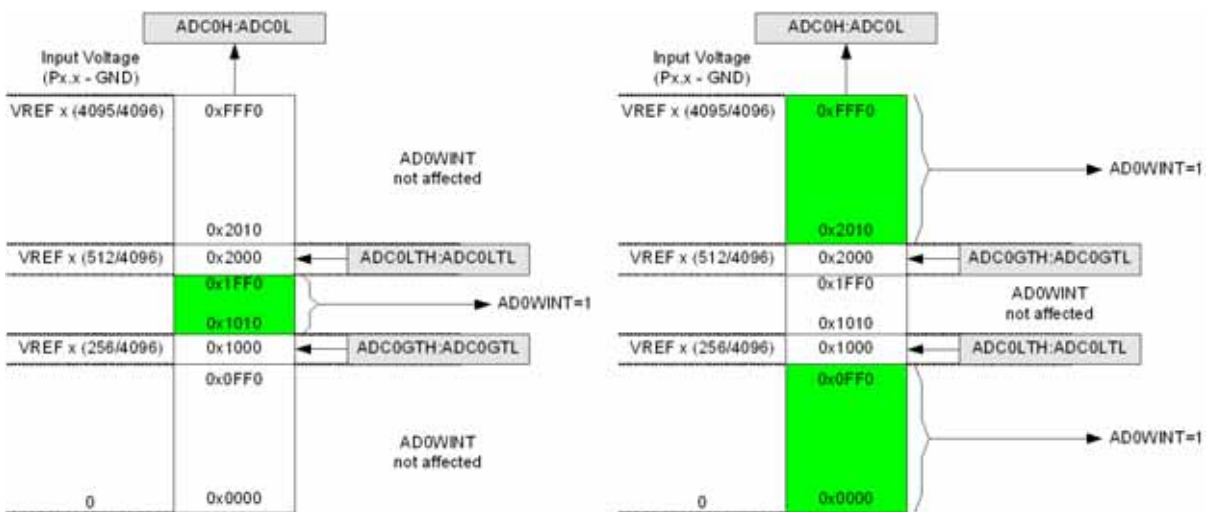 ADC0H:ADC0L
Input Voltage
(Px.x - GND)
VREF x (4095/4096)
0xFFF0
AD0WINT
not affected
0x2010
VREF x (512/4096)
0x2000
ADC0LTH:ADC0LTL
0x1FF0
AD0WINT=1
0x1010
VREF x (256/4096)
0x1000
ADC0GTH:ADC0GTL
0x0FF0
AD0WINT
not affected
0
0x0000
ADC0H:ADC0L
Input Voltage
(Px.x - GND)
VREF x (4095/4096)
0xFFF0
AD0WINT=1
0x2010
VREF x (512/4096)
0x2000
ADC0GTH:ADC0GTL
0x1FF0
AD0WINT
not affected
0x1010
VREF x (256/4096)
0x1000
ADC0LTH:ADC0LTL
0x0FF0
AD0WINT=1
0
0x0000